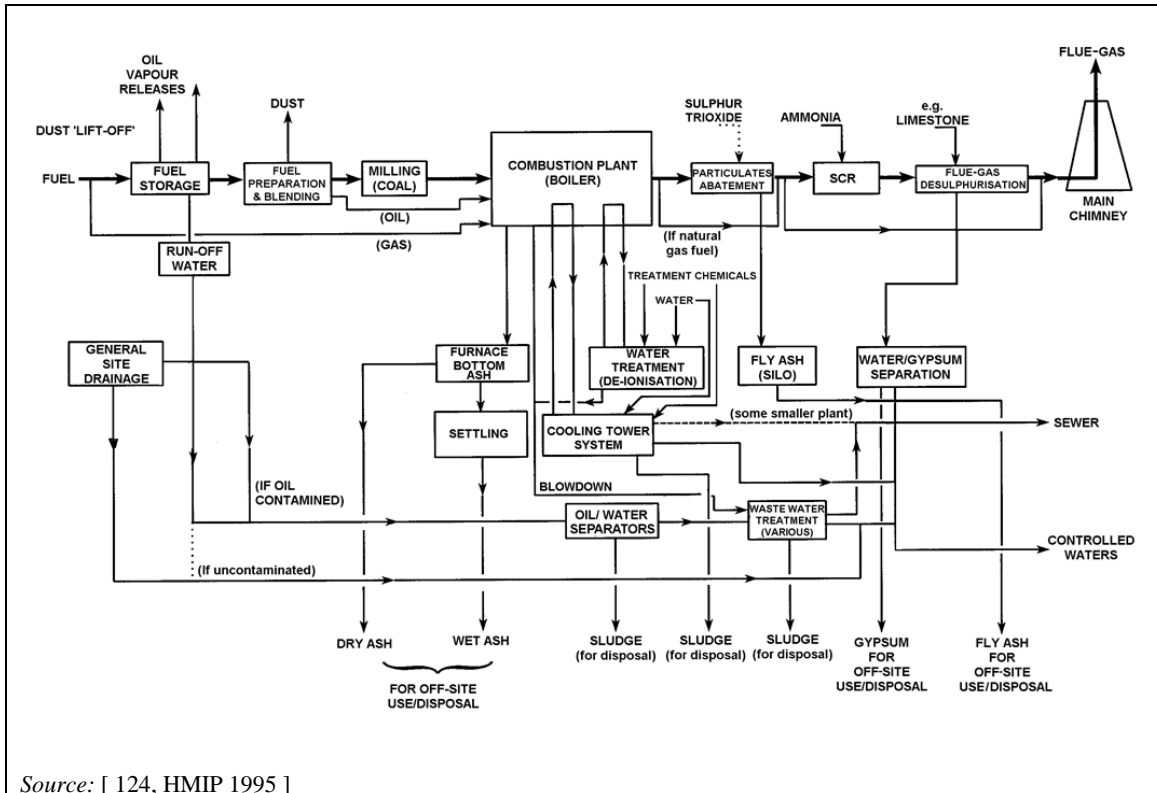 OIL
VAPOUR
RELEASES
FLUE-GAS
DUST
SULPHUR
TRIOXIDE
AMMONIA
e.g.
LIMESTONE
DUST 'LIFT-OFF'
FUEL
FUEL
STORAGE
FUEL
PREPARATION
& BLENDING
MILLING
(COAL)
COMBUSTION PLANT
(BOILER)
PARTICULATES
ABATEMENT
SCR
FLUE-GAS
DESULPHURISATION
MAIN
CHIMNEY
(OIL)
(GAS)
(If natural
gas fuel)
RUN-OFF
WATER
TREATMENT CHEMICALS
WATER
GENERAL
SITE
DRAINAGE
FURNACE
BOTTOM
ASH
WATER
TREATMENT
(DE-IONISATION)
FLY ASH
(SILO)
WATER/GYPSUM
SEPARATION
SETTLING
COOLING TOWER
SYSTEM
(some smaller plant)
SEWER
(IF OIL
CONTAMINED)
BLOWDOWN
OIL/ WATER
SEPARATORS
WASTE WATER
TREATMENT
(VARIOUS)
CONTROLLED
WATERS
(If uncontaminated)
DRY ASH
WET ASH
FOR OFF-SITE
USE/DISPOSAL
SLUDGE
(for disposal)
SLUDGE
(for disposal)
SLUDGE
(for disposal)
GYPSUM
FOR
OFF-SITE
USE/DISPOSAL
FLY ASH
FOR
OFF-SITE
USE/DISPOSAL
Source: [ 124, HMIP 1995 ]